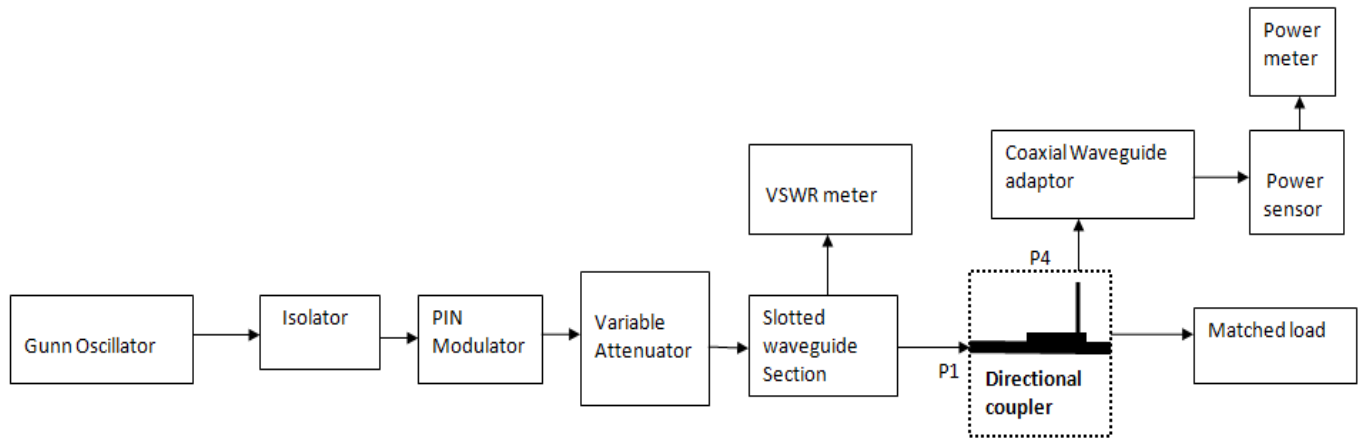 Gunn Oscillator
Isolator
PIN
Modulator
Variable
Attenuator
Slotted
waveguide
Section
VSWR meter
P1
Directional
coupler
P4
Coaxial Waveguide
adaptor
Power
sensor
Power
meter
Matched load